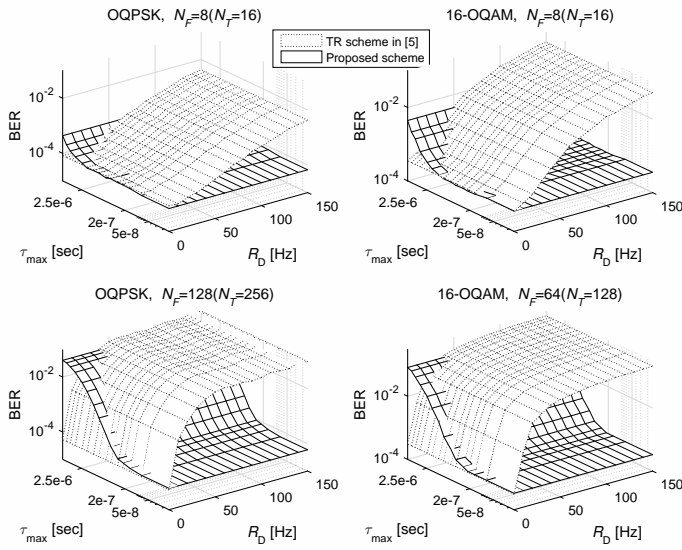 OQPSK, N_F=8(N_T=16)
16-OQAM, N_F=8(N_T=16)
TR scheme in [5]
Proposed scheme
BER
10^-2
10^-4
2.5e-6
2e-7
5e-8
τ_max [sec]
0
50
100
150
R_D [Hz]
BER
10^-2
10^-4
2.5e-6
2e-7
5e-8
τ_max [sec]
0
50
100
150
R_D [Hz]
OQPSK, N_F=128(N_T=256)
16-OQAM, N_F=64(N_T=128)
BER
10^-2
10^-4
2.5e-6
2e-7
5e-8
τ_max [sec]
0
50
100
150
R_D [Hz]
BER
10^-2
10^-4
2.5e-6
2e-7
5e-8
τ_max [sec]
0
50
100
150
R_D [Hz]